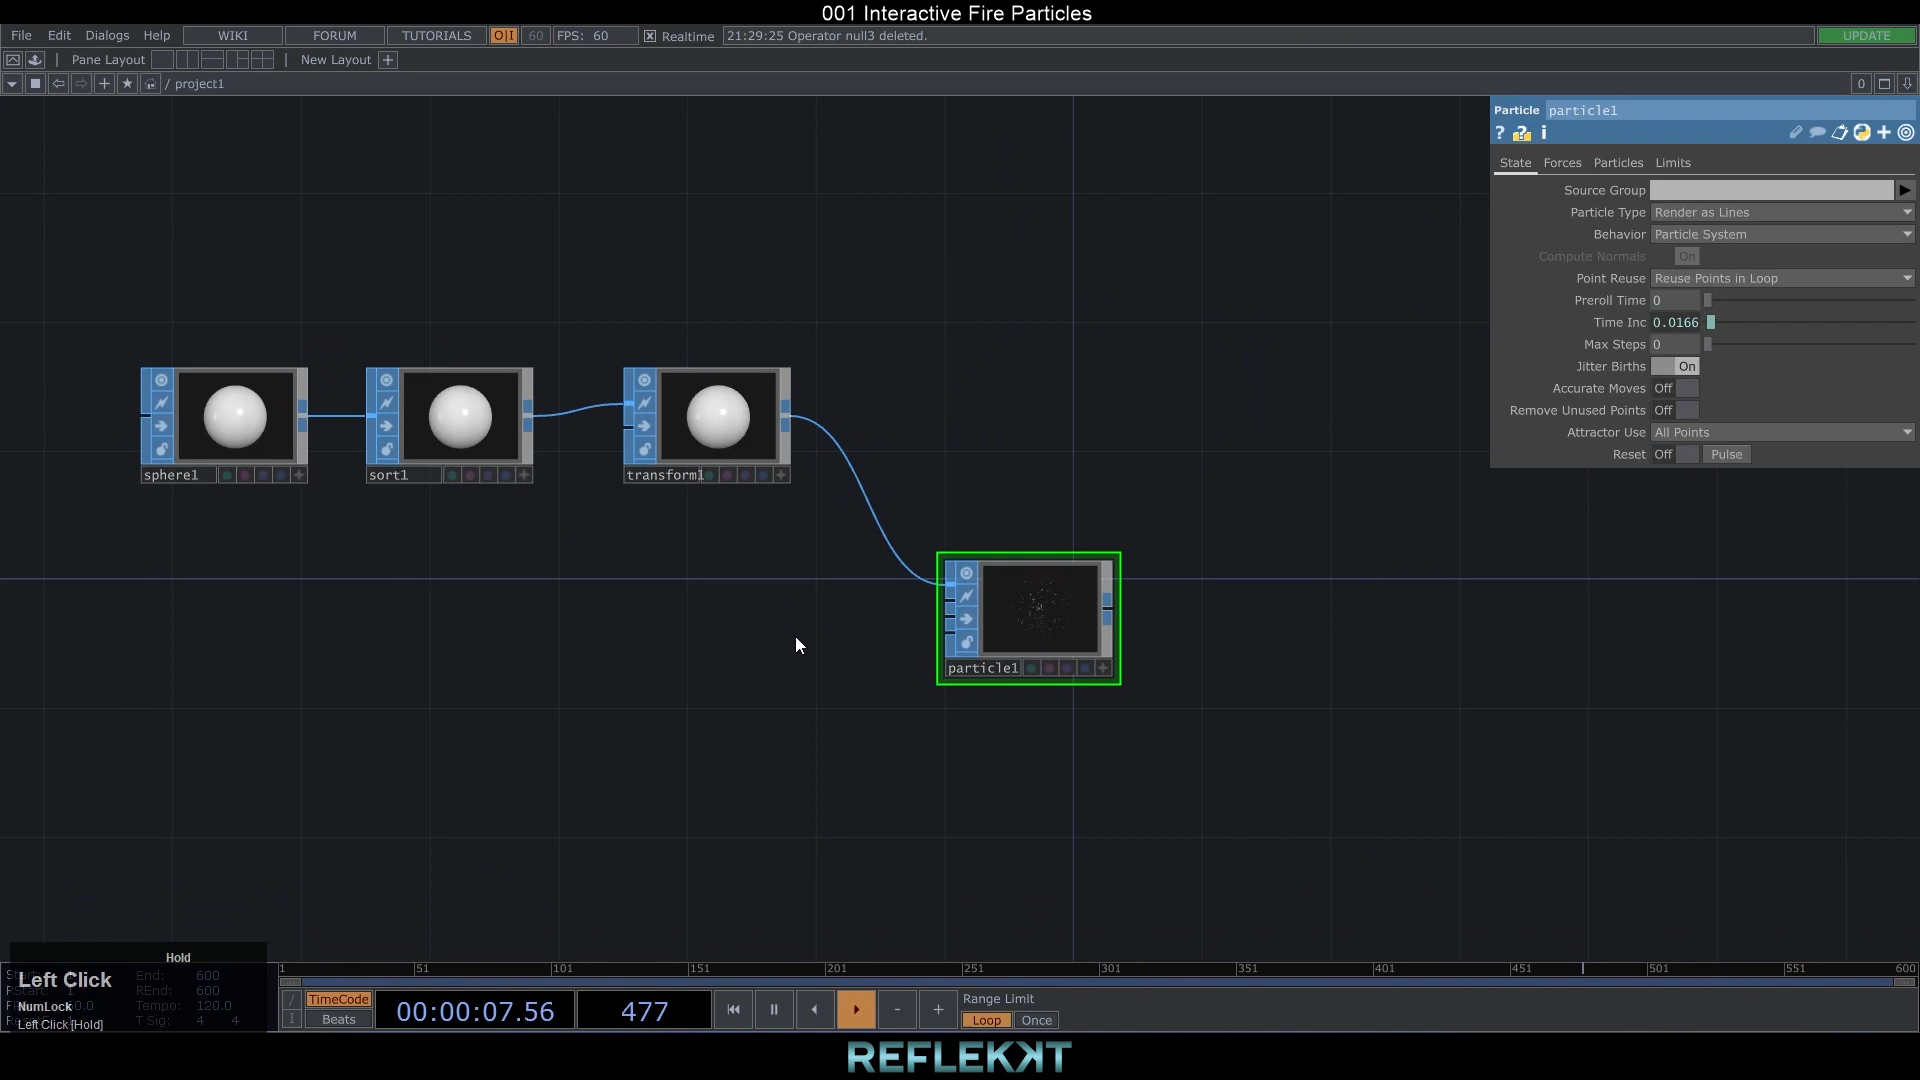 001 Interactive Fire Particles
File Edit Dialogs Help WIKI FORUM TUTORIALS O|I 60 FPS: 60 Realtime 21:29:25 Operator null3 deleted. UPDATE
Pane Layout New Layout +
/ project1 0
Particle particle1
? ? i
State Forces Particles Limits
Source Group
Particle Type Render as Lines
Behavior Particle System
Compute Normals On
Point Reuse Reuse Points in Loop
Preroll Time 0
Time Inc 0.0166
Max Steps 0
Jitter Births On
Accurate Moves Off
Remove Unused Points Off
Attractor Use All Points
Reset Off Pulse
sphere1 sort1 transform1
particle1
Hold
Left Click
NumLock
Left Click [Hold]
End: 600
REnd: 600
Tempo: 120.0
T Sig: 4 4
1 51 101 151 201 251 301 351 401 451 501 551 600
TimeCode
Beats
00:00:07.56 477
- +
Range Limit
Loop Once
REFLEKKT